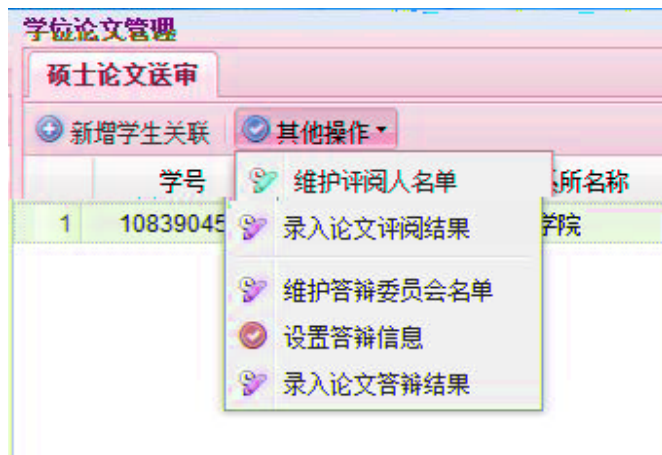 学位论文管理
硕士论文送审
新增学生关联 其他操作
学号 所名称
1 10839045 学院
维护评阅人名单
录入论文评阅结果
维护答辩委员会名单
设置答辩信息
录入论文答辩结果